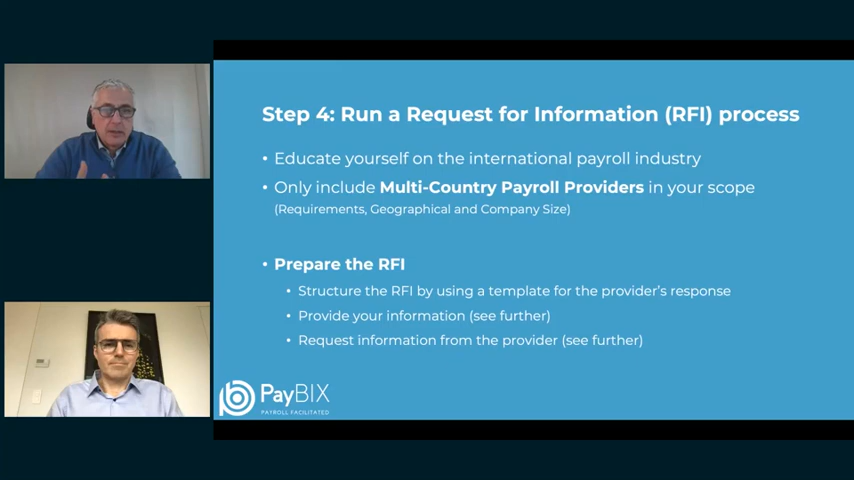 Step 4: Run a Request for Information (RFI) process
• Educate yourself on the international payroll industry
• Only include Multi-Country Payroll Providers in your scope
(Requirements, Geographical and Company Size)
• Prepare the RFI
• Structure the RFI by using a template for the provider's response
• Provide your information (see further)
• Request information from the provider (see further)
PayBIX
PAYROLL FACILITATED